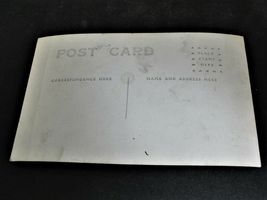 POST CARD
PLACE
STAMP
HERE
CORRESPONDENCE HERE
NAME AND ADDRESS HERE